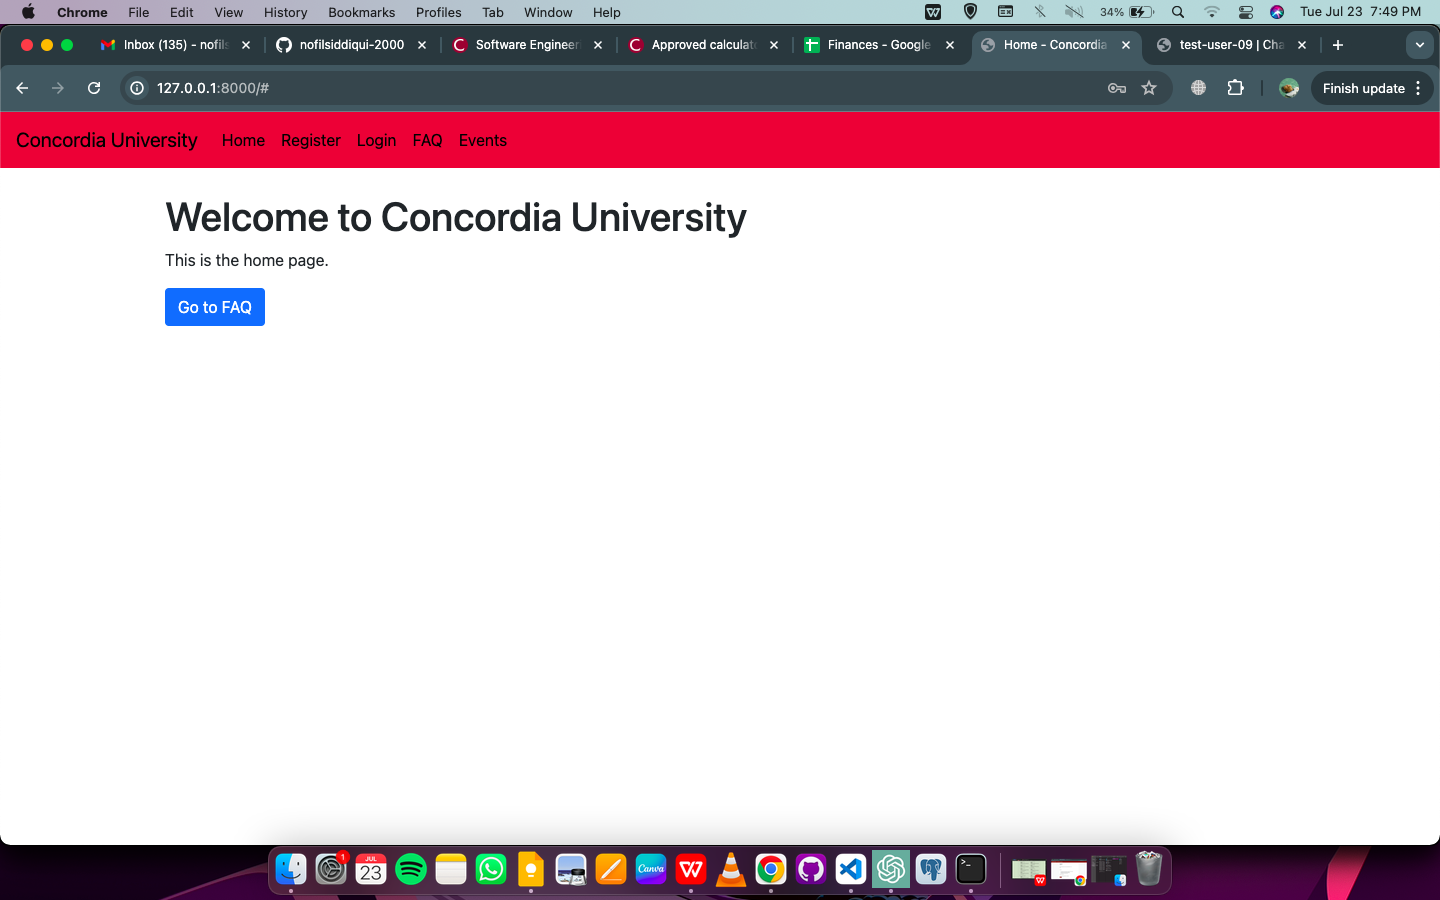 Chrome File Edit View History Bookmarks Profiles Tab Window Help 34% Tue Jul 23 7:49 PM
Inbox (135) - nofils nofilsiddiqui-2000 Software Engineer Approved calculat Finances - Google Home - Concordia test-user-09 | Cha
127.0.0.1:8000/# Finish update
Concordia University Home Register Login FAQ Events
Welcome to Concordia University
This is the home page.
Go to FAQ
1
JUL
23
Canva